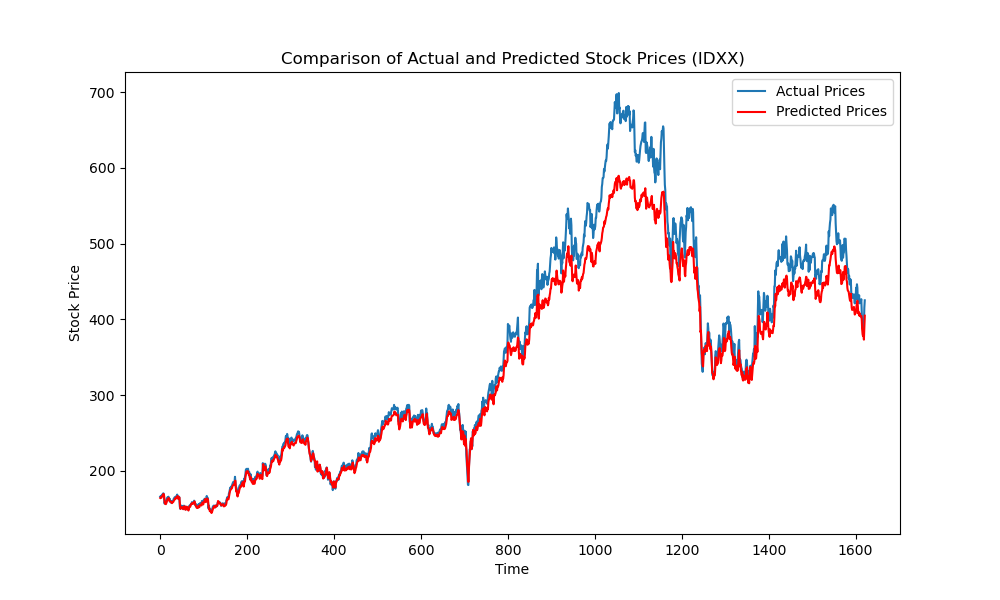 Comparison of Actual and Predicted Stock Prices (IDXX)
Actual Prices
Predicted Prices
700
600
500
400
300
200
Stock Price
0 200 400 600 800 1000 1200 1400 1600
Time